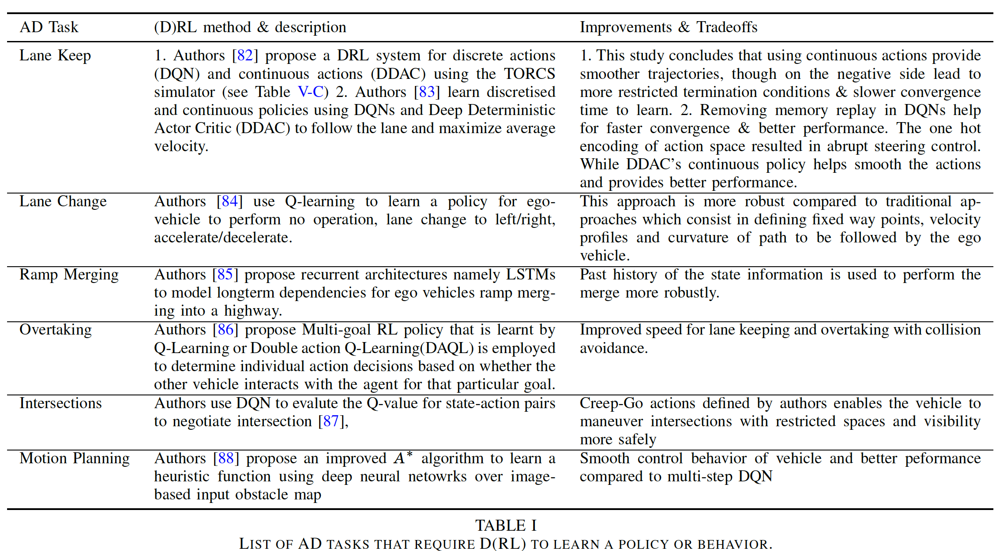 AD Task (D)RL method & description Improvements & Tradeoffs
Lane Keep 1. Authors [82] propose a DRL system for discrete actions 1. This study concludes that using continuous actions provide
(DQN) and continuous actions (DDAC) using the TORCS smoother trajectories, though on the negative side lead to
simulator (see Table V-C) 2. Authors [83] learn discretised more restricted termination conditions & slower convergence
and continuous policies using DQNs and Deep Deterministic time to learn. 2. Removing memory replay in DQNs help
Actor Critic (DDAC) to follow the lane and maximize average for faster convergence & better performance. The one hot
velocity. encoding of action space resulted in abrupt steering control.
While DDAC's continuous policy helps smooth the actions
and provides better performance.
Lane Change Authors [84] use Q-learning to learn a policy for ego- This approach is more robust compared to traditional ap-
vehicle to perform no operation, lane change to left/right, proaches which consist in defining fixed way points, velocity
accelerate/decelerate. profiles and curvature of path to be followed by the ego
vehicle.
Ramp Merging Authors [85] propose recurrent architectures namely LSTMs Past history of the state information is used to perform the
to model longterm dependencies for ego vehicles ramp merg- merge more robustly.
ing into a highway.
Overtaking Authors [86] propose Multi-goal RL policy that is learnt by Improved speed for lane keeping and overtaking with collision
Q-Learning or Double action Q-Learning(DAQL) is employed avoidance.
to determine individual action decisions based on whether the
other vehicle interacts with the agent for that particular goal.
Intersections Authors use DQN to evalute the Q-value for state-action pairs Creep-Go actions defined by authors enables the vehicle to
to negotiate intersection [87], maneuver intersections with restricted spaces and visibility
more safely
Motion Planning Authors [88] propose an improved A* algorithm to learn a Smooth control behavior of vehicle and better peformance
heuristic function using deep neural netowrks over image- compared to multi-step DQN
based input obstacle map
TABLE I
LIST OF AD TASKS THAT REQUIRE D(RL) TO LEARN A POLICY OR BEHAVIOR.